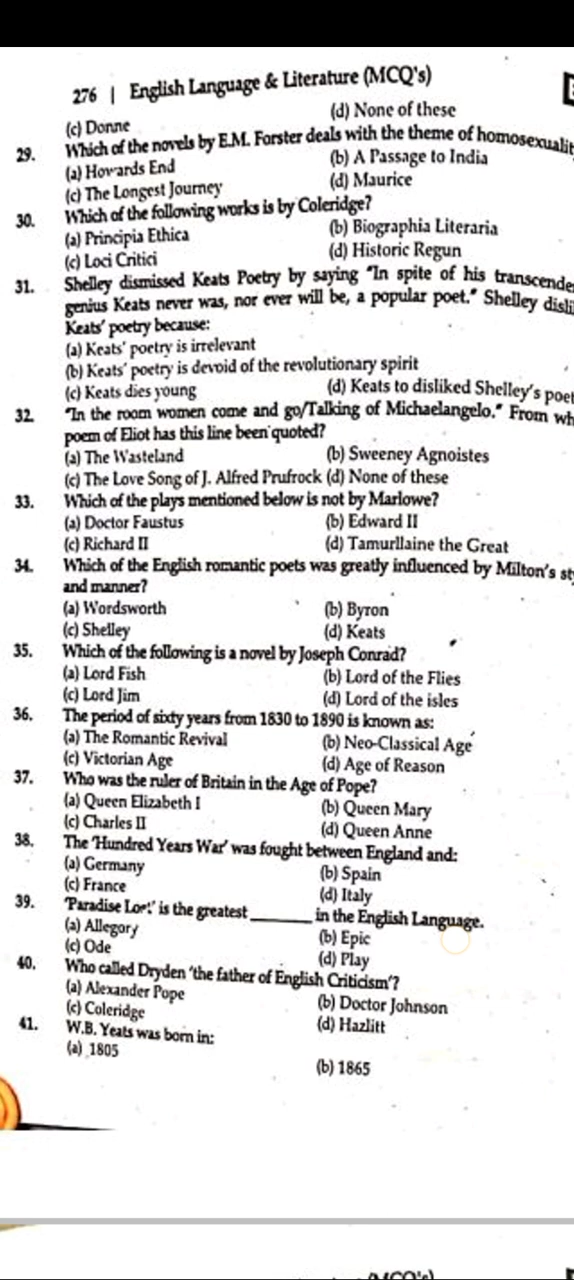 276 | English Language & Literature (MCQ's)
(c) Donne (d) None of these
29. Which of the novels by E.M. Forster deals with the theme of homosexualit
(a) Howards End (b) A Passage to India
(c) The Longest Journey (d) Maurice
30. Which of the following works is by Coleridge?
(a) Principia Ethica (b) Biographia Literaria
(c) Loci Critici (d) Historic Regun
31. Shelley dismissed Keats Poetry by saying "In spite of his transcende
genius Keats never was, nor ever will be, a popular poet." Shelley disli
Keats' poetry because:
(a) Keats' poetry is irrelevant
(b) Keats' poetry is devoid of the revolutionary spirit
(c) Keats dies young (d) Keats to disliked Shelley's poet
32. "In the room women come and go/Talking of Michaelangelo." From wh
poem of Eliot has this line been quoted?
(a) The Wasteland (b) Sweeney Agnoistes
(c) The Love Song of J. Alfred Prufrock (d) None of these
33. Which of the plays mentioned below is not by Marlowe?
(a) Doctor Faustus (b) Edward II
(c) Richard II (d) Tamurllaine the Great
34. Which of the English romantic poets was greatly influenced by Milton's st
and manner?
(a) Wordsworth (b) Byron
(c) Shelley (d) Keats
35. Which of the following is a novel by Joseph Conrad?
(a) Lord Fish (b) Lord of the Flies
(c) Lord Jim (d) Lord of the isles
36. The period of sixty years from 1830 to 1890 is known as:
(a) The Romantic Revival (b) Neo-Classical Age
(c) Victorian Age (d) Age of Reason
37. Who was the ruler of Britain in the Age of Pope?
(a) Queen Elizabeth I (b) Queen Mary
(c) Charles II (d) Queen Anne
38. The 'Hundred Years War' was fought between England and:
(a) Germany (b) Spain
(c) France (d) Italy
39. 'Paradise Lost' is the greatest ______ in the English Language.
(a) Allegory (b) Epic
(c) Ode (d) Play
40. Who called Dryden 'the father of English Criticism'?
(a) Alexander Pope (b) Doctor Johnson
(c) Coleridge (d) Hazlitt
41. W.B. Yeats was born in:
(a) 1805 (b) 1865
(MCQ's)